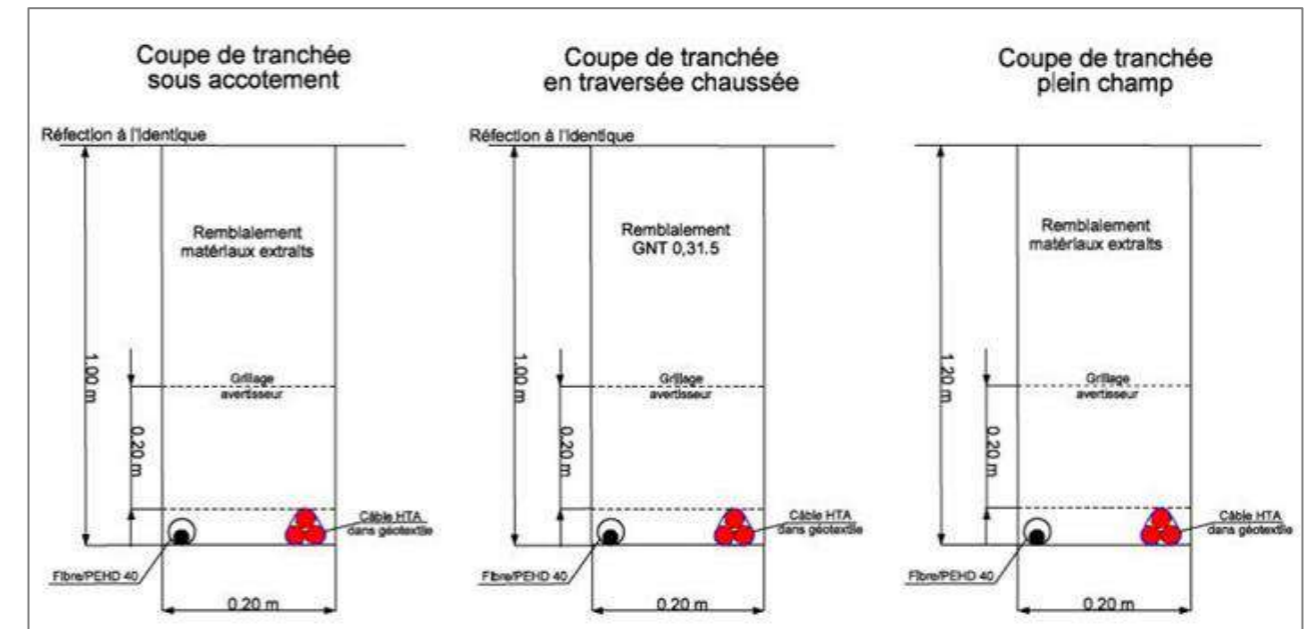 Coupe de tranchée
sous accotement
Réfection à l'identique
Remblaiement
matériaux extraits
1.00 m
Grillage
avertisseur
0.20 m
Câble HTA
dans géotextile
Fibre/PEHD 40
0.20 m
Coupe de tranchée
en traversée chaussée
Réfection à l'identique
Remblaiement
GNT 0,31.5
1.00 m
Grillage
avertisseur
0.20 m
Câble HTA
dans géotextile
Fibre/PEHD 40
0.20 m
Coupe de tranchée
plein champ
Remblaiement
matériaux extraits
1.20 m
Grillage
avertisseur
0.20 m
Câble HTA
dans géotextile
Fibre/PEHD 40
0.20 m